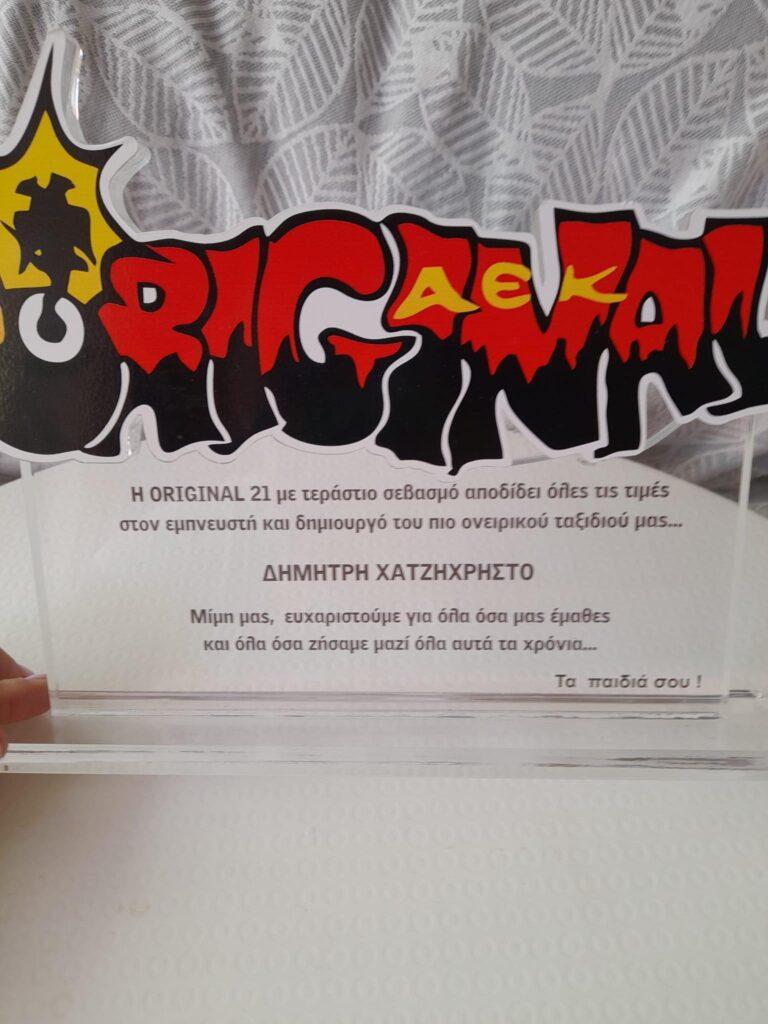 ORIGINAL
ΑΕΚ
Η ORIGINAL 21 με τεράστιο σεβασμό αποδίδει όλες τις τιμές
στον εμπνευστή και δημιουργό του πιο ονειρικού ταξιδιού μας...
ΔΗΜΗΤΡΗ ΧΑΤΖΗΧΡΗΣΤΟ
Μίμη μας, ευχαριστούμε για όλα όσα μας έμαθες
και όλα όσα ζήσαμε μαζί όλα αυτά τα χρόνια...
Τα παιδιά σου !